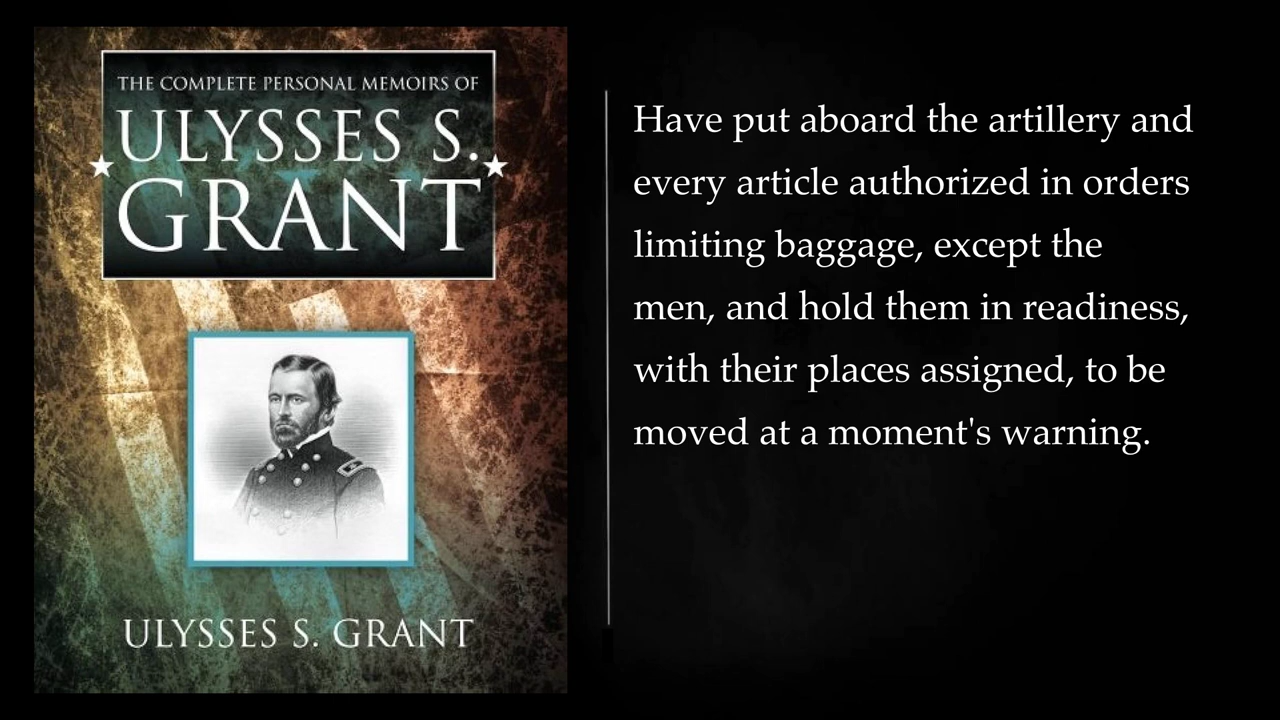 THE COMPLETE PERSONAL MEMOIRS OF
ULYSSES S.
GRANT
ULYSSES S. GRANT
Have put aboard the artillery and
every article authorized in orders
limiting baggage, except the
men, and hold them in readiness,
with their places assigned, to be
moved at a moment's warning.